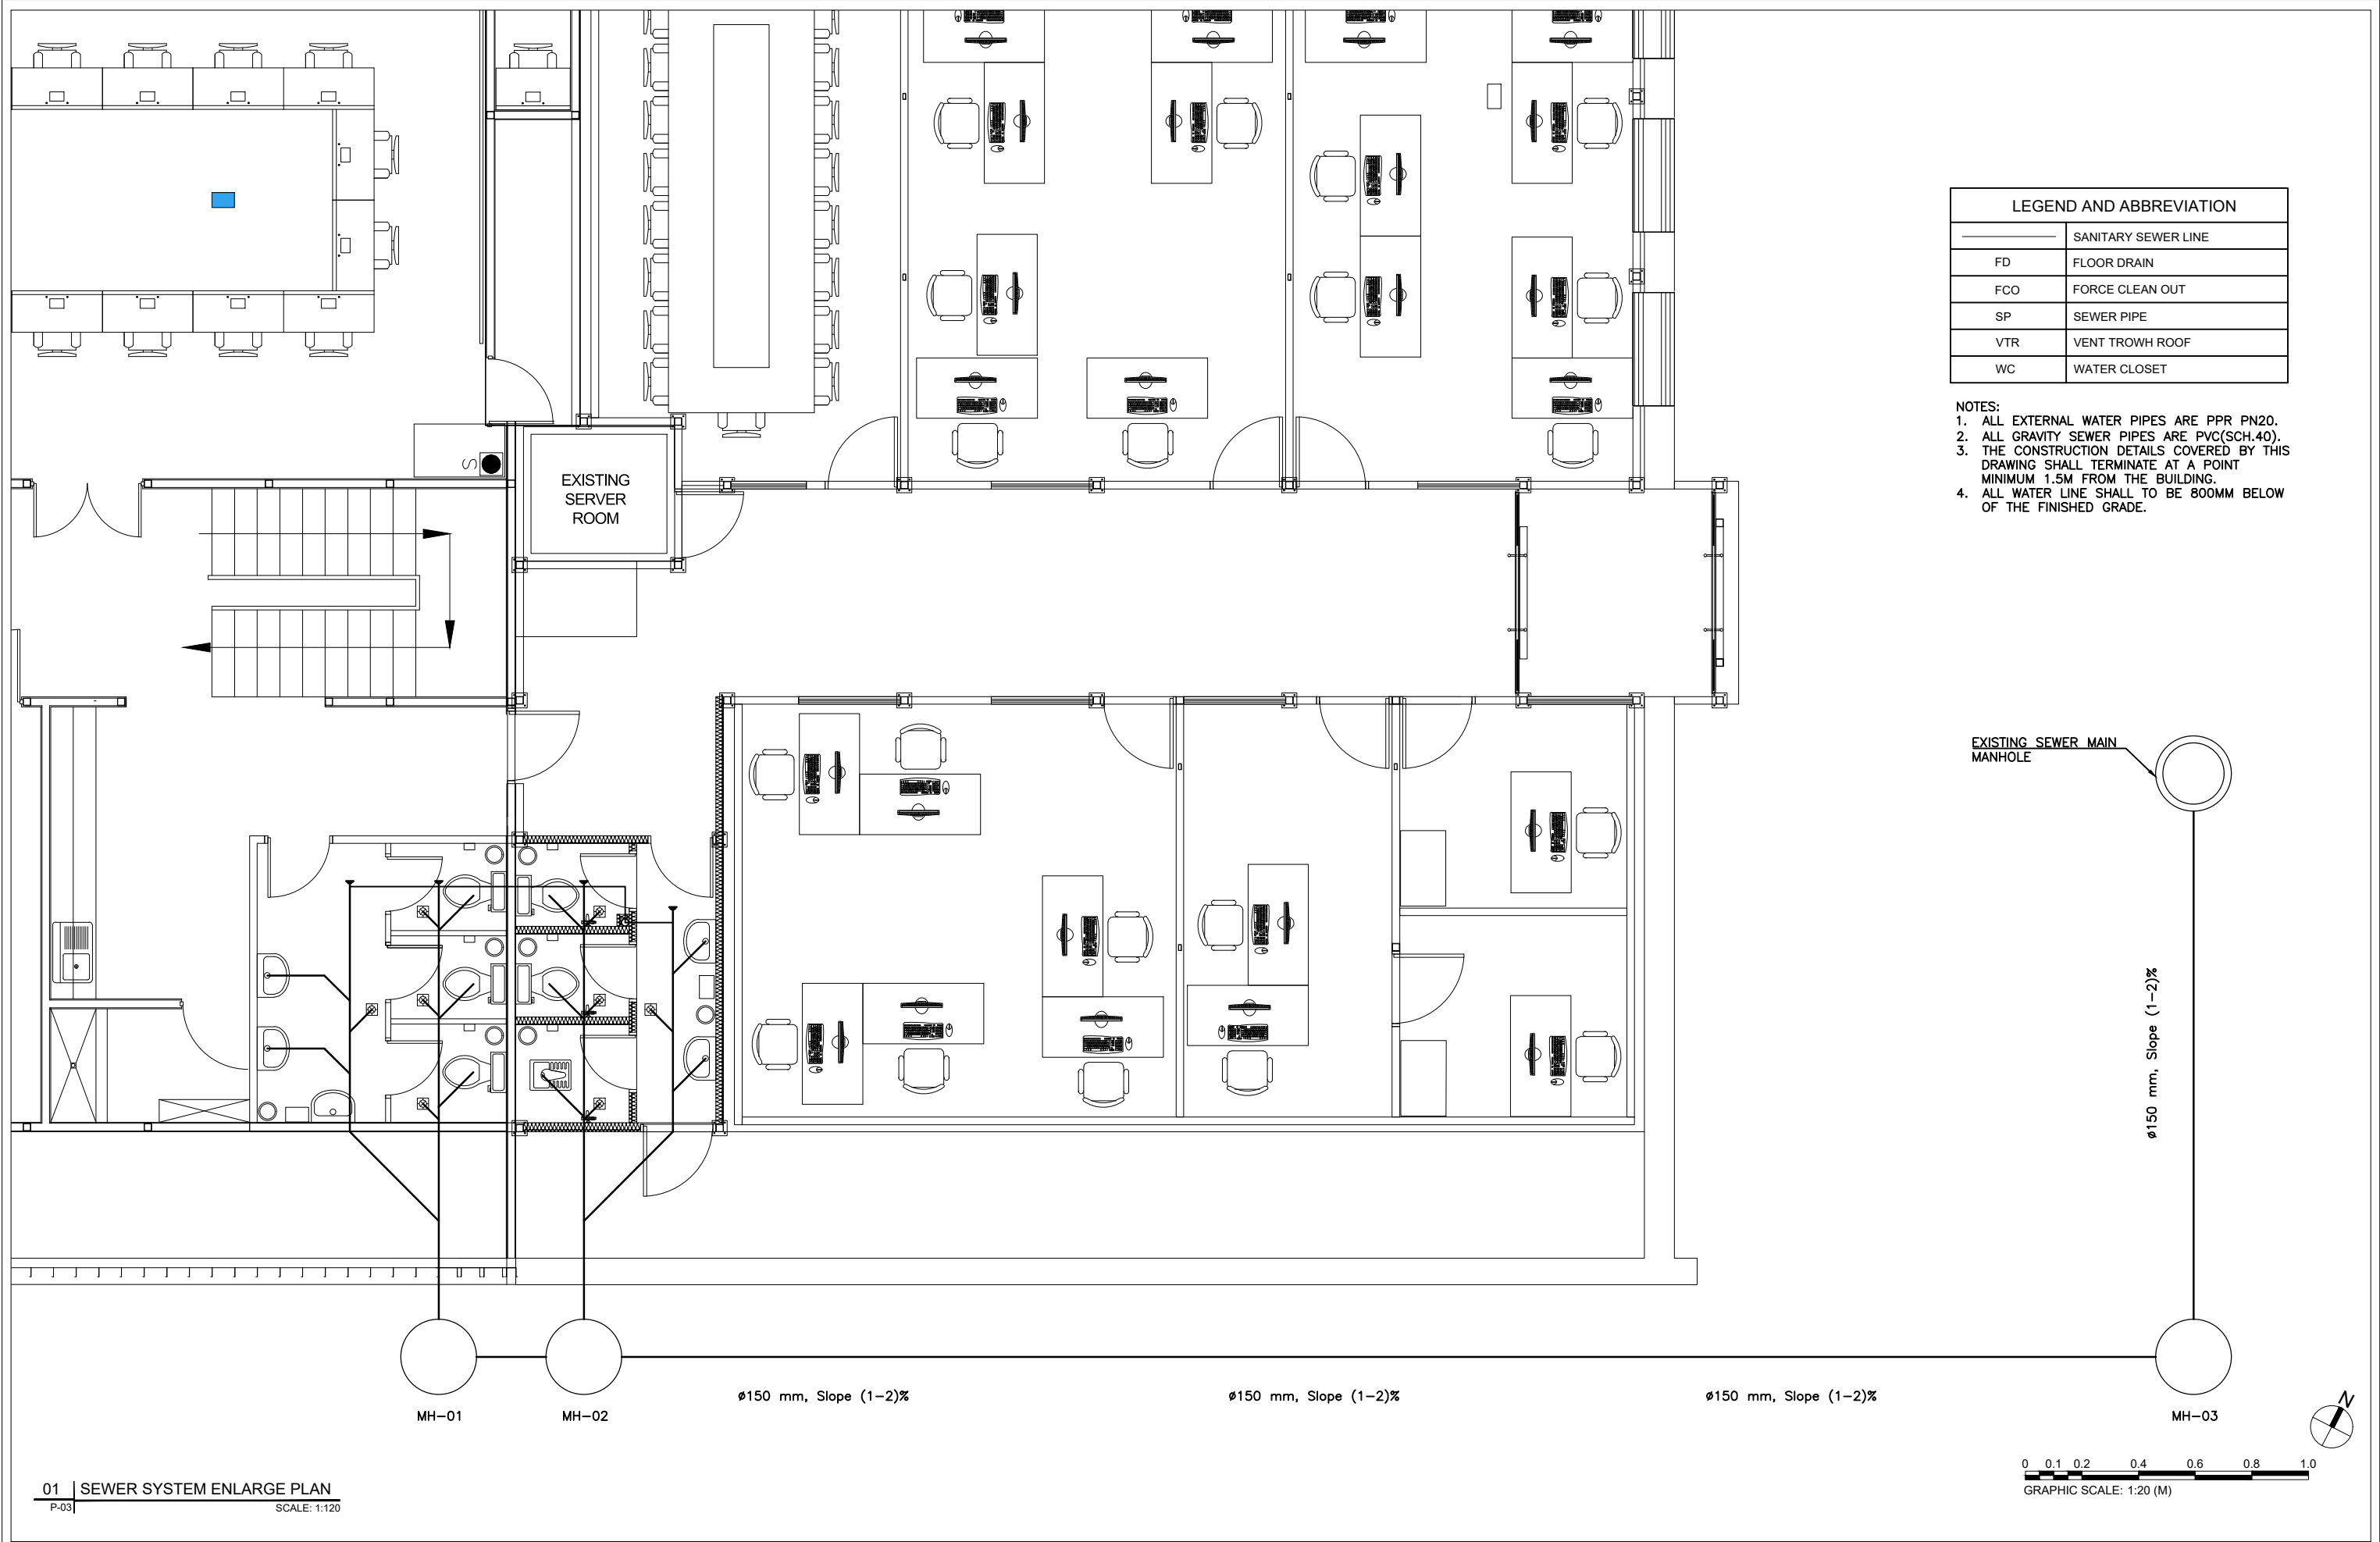 LEGEND AND ABBREVIATION
SANITARY SEWER LINE
FD FLOOR DRAIN
FCO FORCE CLEAN OUT
SP SEWER PIPE
VTR VENT TROWH ROOF
WC WATER CLOSET
NOTES:
1. ALL EXTERNAL WATER PIPES ARE PPR PN20.
2. ALL GRAVITY SEWER PIPES ARE PVC(SCH.40).
3. THE CONSTRUCTION DETAILS COVERED BY THIS
DRAWING SHALL TERMINATE AT A POINT
MINIMUM 1.5M FROM THE BUILDING.
4. ALL WATER LINE SHALL TO BE 800MM BELOW
OF THE FINISHED GRADE.
S
EXISTING
SERVER
ROOM
EXISTING SEWER MAIN
MANHOLE
ø150 mm, Slope (1-2)%
ø150 mm, Slope (1-2)%
ø150 mm, Slope (1-2)%
ø150 mm, Slope (1-2)%
MH-01
MH-02
MH-03
N
0 0.1 0.2 0.4 0.6 0.8 1.0
GRAPHIC SCALE: 1:20 (M)
01 SEWER SYSTEM ENLARGE PLAN
P-03 SCALE: 1:120